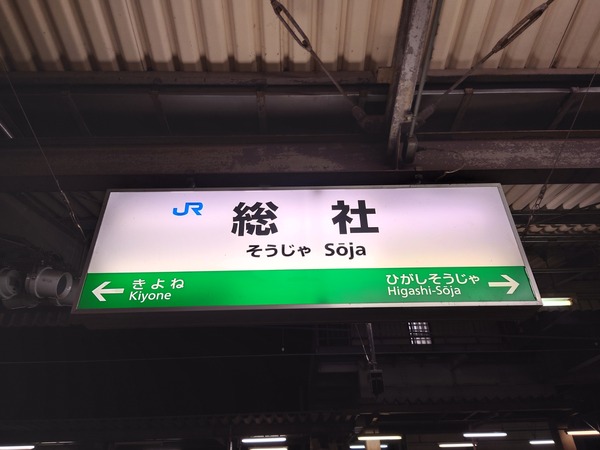 JR 総社
そうじゃ Sōja
← きよね ひがしそうじゃ →
Kiyone Higashi-Sōja